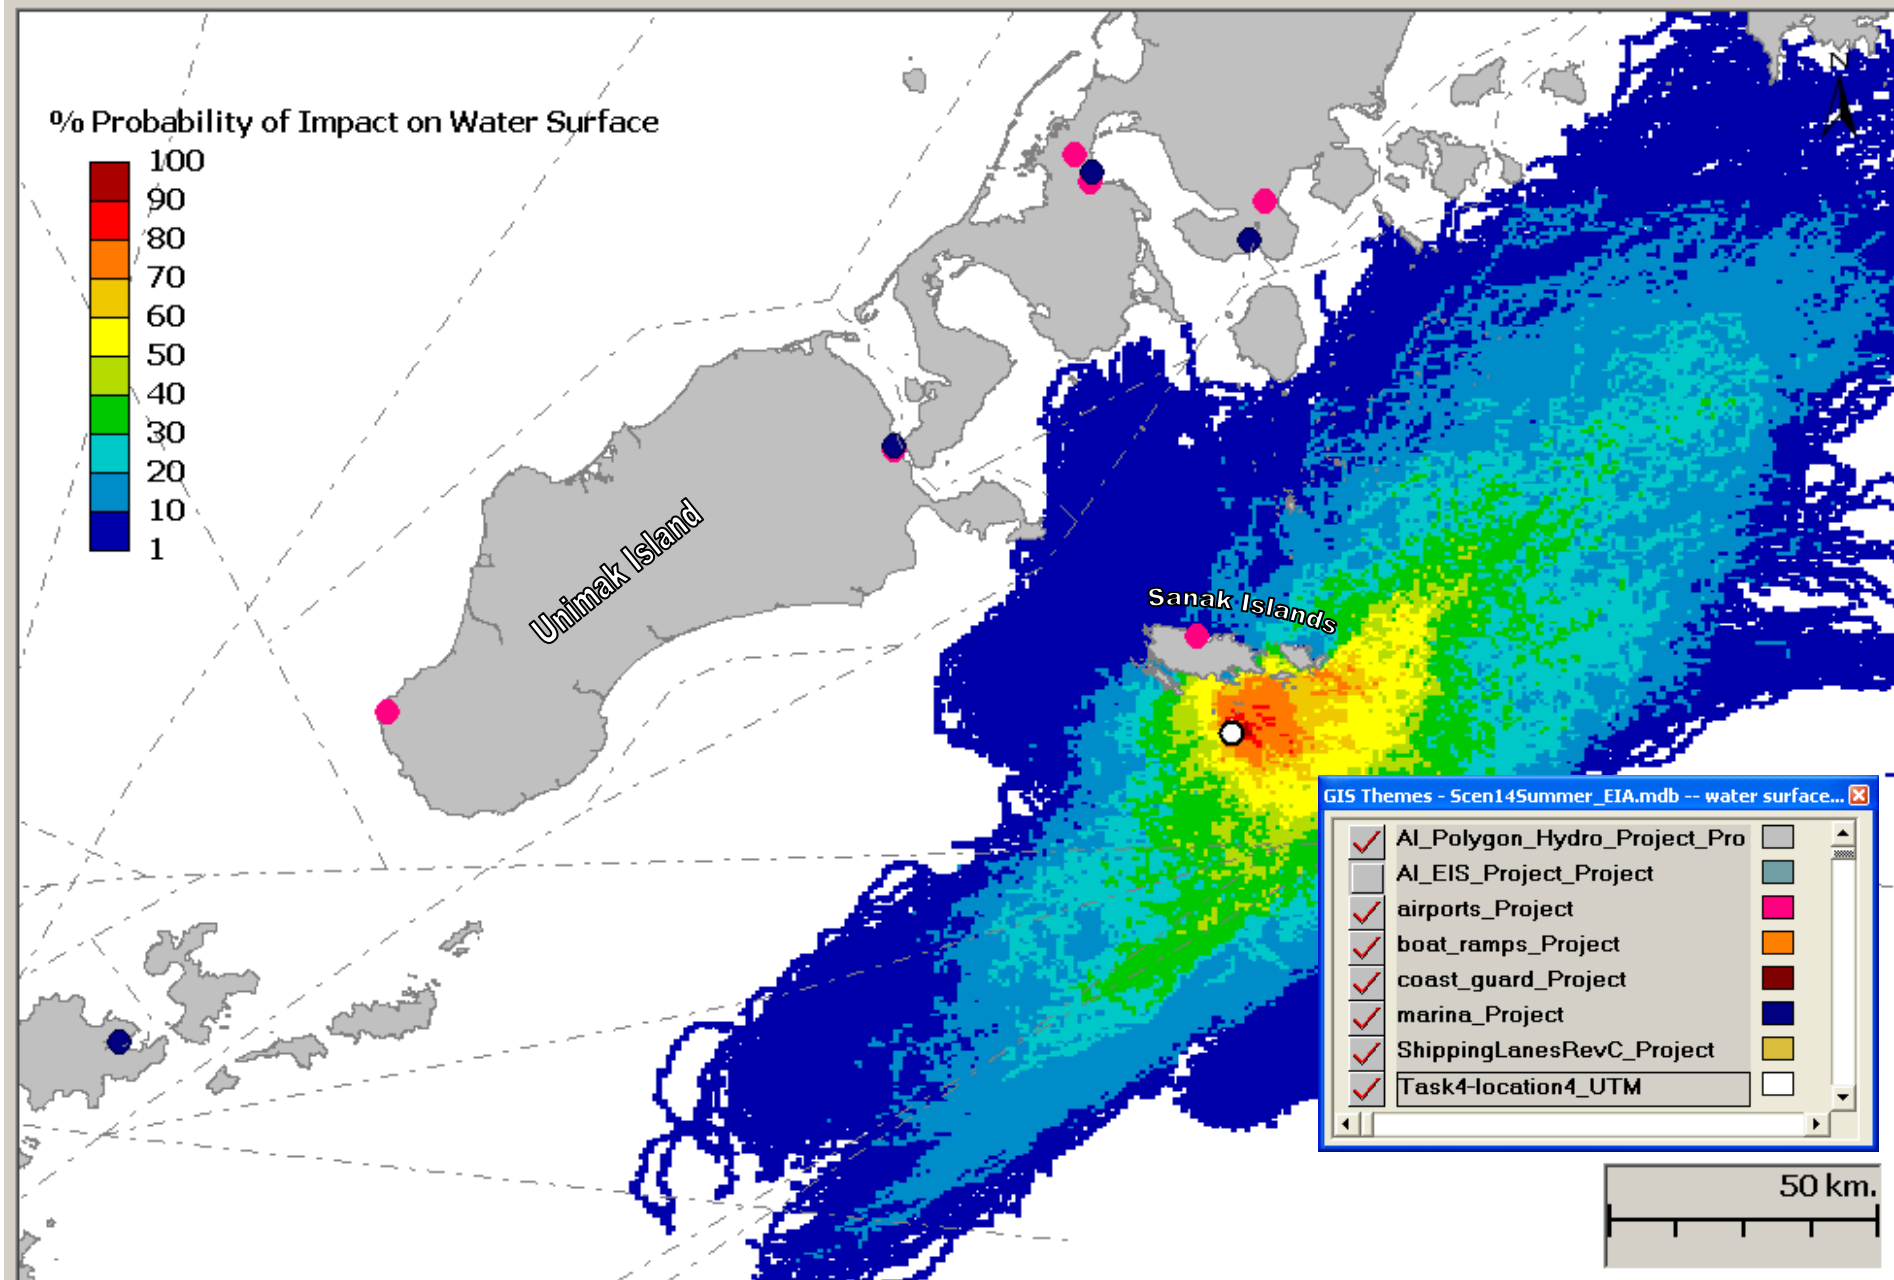 % Probability of Impact on Water Surface
100
90
80
70
60
50
40
30
20
10
1
N
Unimak Island
Sanak Islands
GIS Themes - Scen14Summer_EIA.mdb -- water surface...
AI_Polygon_Hydro_Project_Pro
AI_EIS_Project_Project
airports_Project
boat_ramps_Project
coast_guard_Project
marina_Project
ShippingLanesRevC_Project
Task4-location4_UTM
50 km.